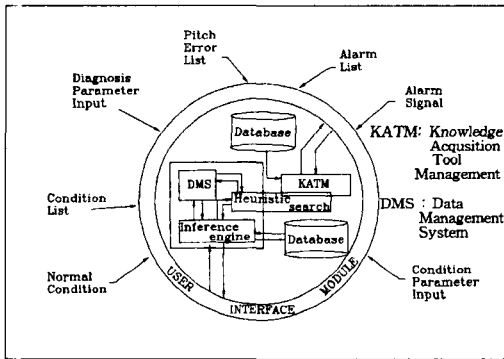 Pitch
Error
List
Alarm
List
Diagnosis
Parameter
Input
Alarm
Signal
KATM: Knowledge
Acqusition
Tool
Management
Database
DMS
KATM
Heuristic
search
Condition
List
DMS : Data
Management
System
Inference
engine
Database
Normal
Condition
Condition
Parameter
Input
USER
INTERFACE
MODULE